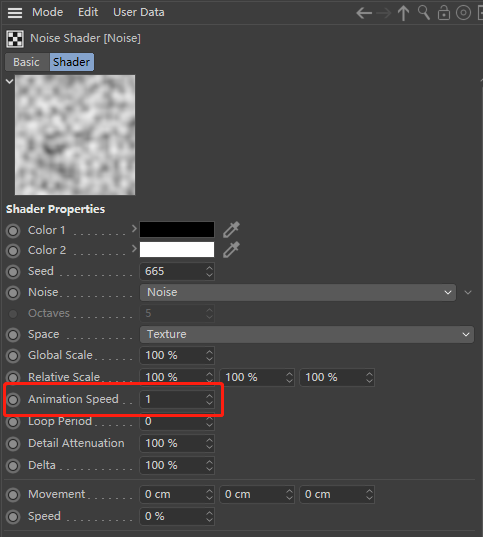 Mode Edit User Data
Noise Shader [Noise]
Basic Shader
Shader Properties
Color 1
Color 2
Seed 665
Noise Noise
Octaves 5
Space Texture
Global Scale 100 %
Relative Scale 100 % 100 % 100 %
Animation Speed 1
Loop Period 0
Detail Attenuation 100 %
Delta 100 %
Movement 0 cm 0 cm 0 cm
Speed 0 %